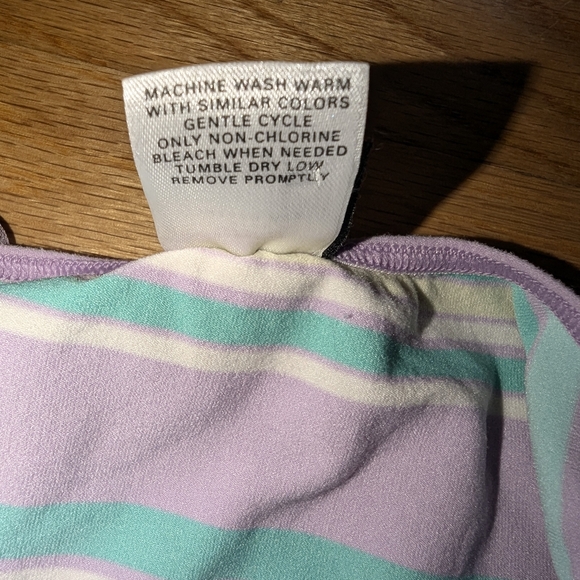 MACHINE WASH WARM
WITH SIMILAR COLORS
GENTLE CYCLE
ONLY NON-CHLORINE
BLEACH WHEN NEEDED
TUMBLE DRY LOW
REMOVE PROMPTLY